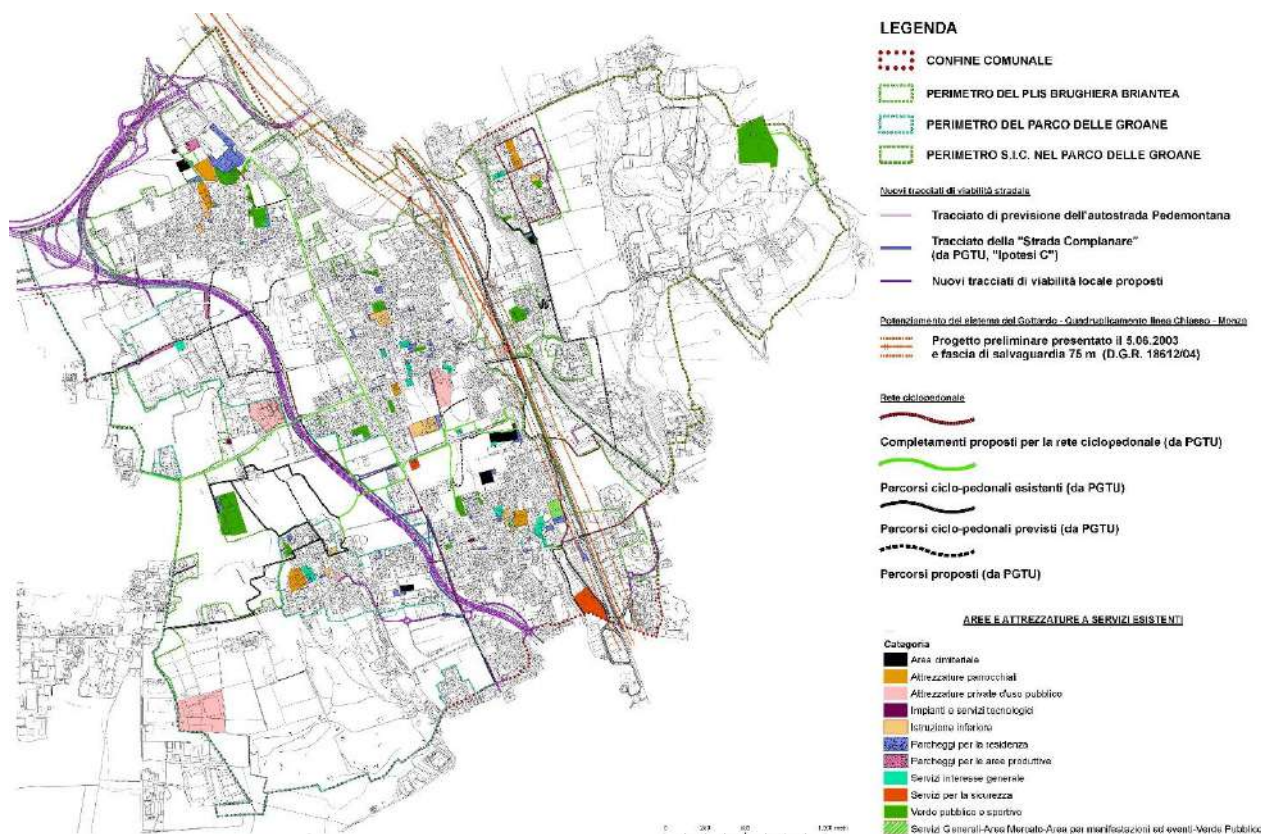 LEGENDA
CONFINE COMUNALE
PERIMETRO DEL PLIS BRUGHIERA BRIANTEA
PERIMETRO DEL PARCO DELLE GROANE
PERIMETRO S.I.C. NEL PARCO DELLE GROANE
Nuovi tracciati di viabilità stradale
Tracciato di previsione dell'autostrada Pedemontana
Tracciato della "Strada Complanare"
(da PGTU, "Ipotesi C")
Nuovi tracciati di viabilità locale proposti
Potenziamento del sistema del Gottardo - Quadruplicamento linea Chiasso - Monza
Progetto preliminare presentato il 5.06.2003
e fascia di salvaguardia 75 m (D.G.R. 18612/04)
Rete ciclopedonale
Completamenti proposti per la rete ciclopedonale (da PGTU)
Percorsi ciclo-pedonali esistenti (da PGTU)
Percorsi ciclo-pedonali previsti (da PGTU)
Percorsi proposti (da PGTU)
AREE E ATTREZZATURE A SERVIZI ESISTENTI
Categoria
Area cimiteriale
Attrezzature parrocchiali
Attrezzature private d'uso pubblico
Impianti e servizi tecnologici
Istruzione inferiore
Parcheggi per la residenza
Parcheggi per le aree produttive
Servizi interesse generale
Servizi per la sicurezza
Verde pubblico e sportivo
Servizi Generali-Area Mercato-Area per manifestazioni ed eventi-Verde Pubblico